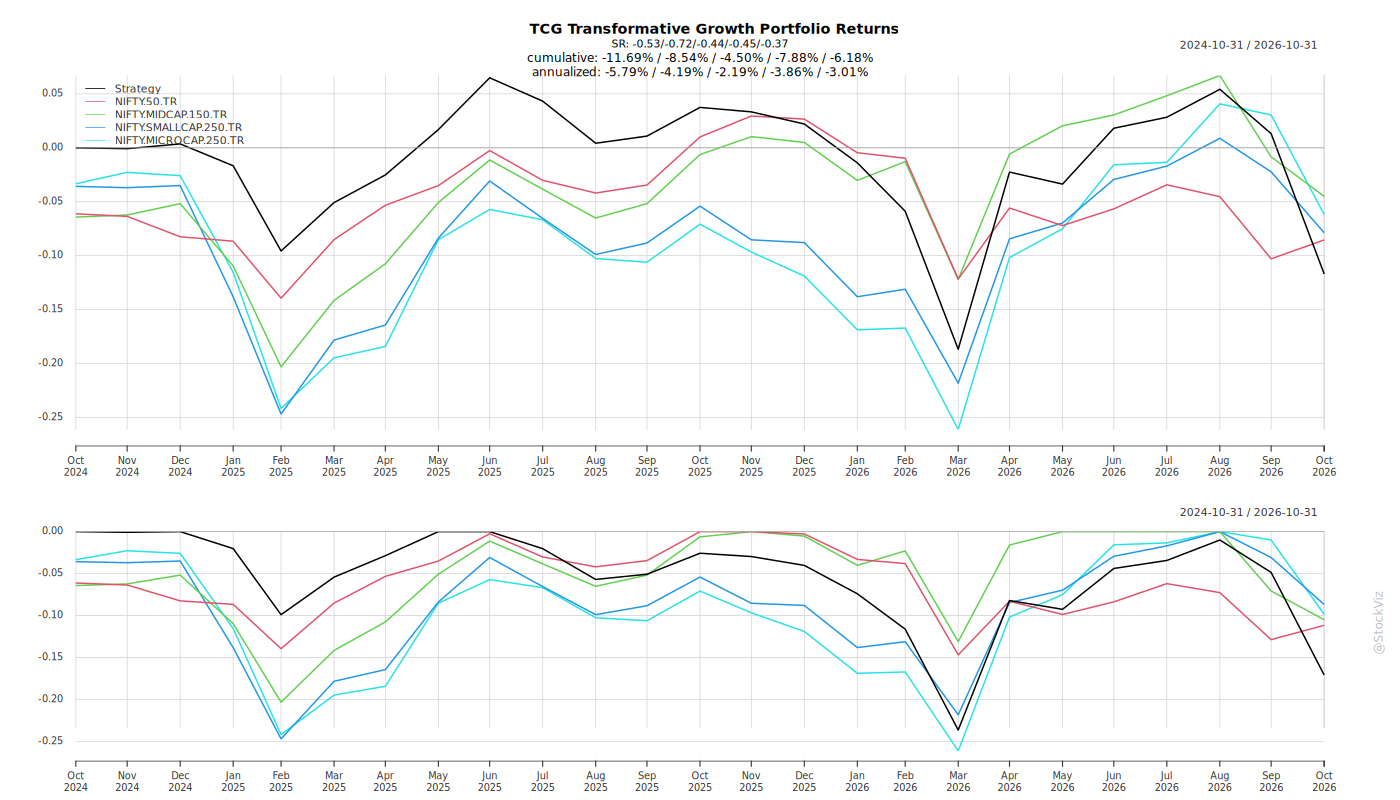 TCG Transformative Growth Portfolio Returns
SR: -0.53/-0.72/-0.44/-0.45/-0.37
cumulative: -11.69% / -8.54% / -4.50% / -7.88% / -6.18%
annualized: -5.79% / -4.19% / -2.19% / -3.86% / -3.01%
2024-10-31 / 2026-10-31
Strategy
NIFTY.50.TR
NIFTY.MIDCAP.150.TR
NIFTY.SMALLCAP.250.TR
NIFTY.MICROCAP.250.TR
0.05
0.00
-0.05
-0.10
-0.15
-0.20
-0.25
Oct Nov Dec Jan Feb Mar Apr May Jun Jul Aug Sep Oct Nov Dec Jan Feb Mar Apr May Jun Jul Aug Sep Oct
2024 2024 2024 2025 2025 2025 2025 2025 2025 2025 2025 2025 2025 2025 2025 2026 2026 2026 2026 2026 2026 2026 2026 2026 2026
2024-10-31 / 2026-10-31
0.00
-0.05
-0.10
-0.15
-0.20
-0.25
Oct Nov Dec Jan Feb Mar Apr May Jun Jul Aug Sep Oct Nov Dec Jan Feb Mar Apr May Jun Jul Aug Sep Oct
2024 2024 2024 2025 2025 2025 2025 2025 2025 2025 2025 2025 2025 2025 2025 2026 2026 2026 2026 2026 2026 2026 2026 2026 2026
@StockViz